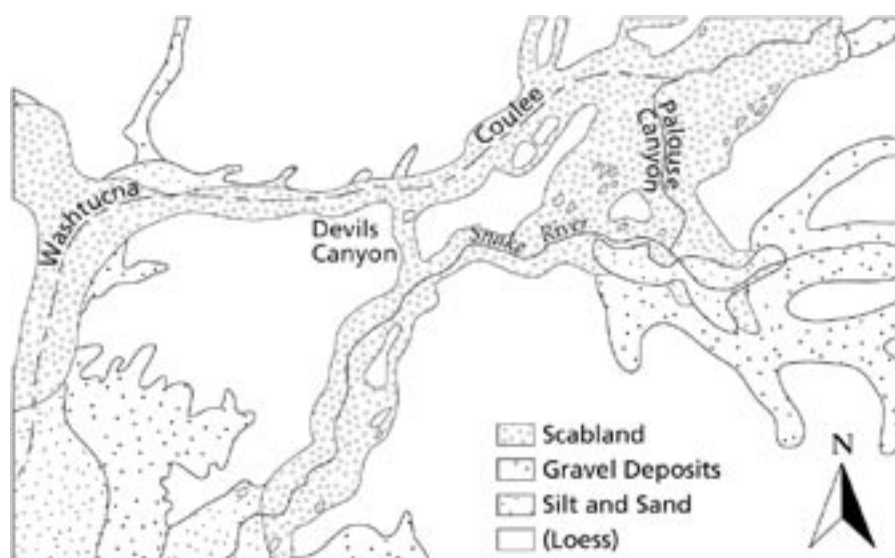 Washtucna
Coulee
Palouse
Canyon
Devils
Canyon
Snake River
Scabland
Gravel Deposits
Silt and Sand
(Loess)
N